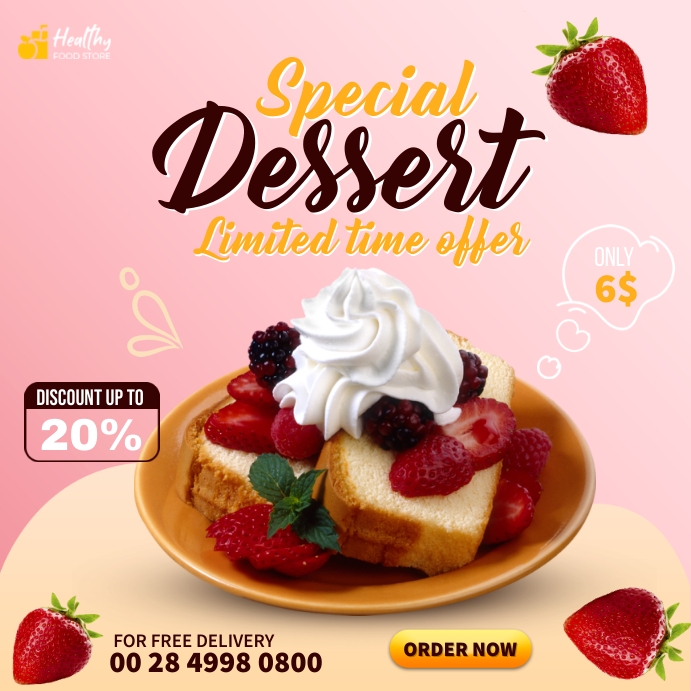 Healthy
FOOD STORE
Special
Dessert
Limited time offer
ONLY
6$
DISCOUNT UP TO
20%
FOR FREE DELIVERY
00 28 4998 0800
ORDER NOW